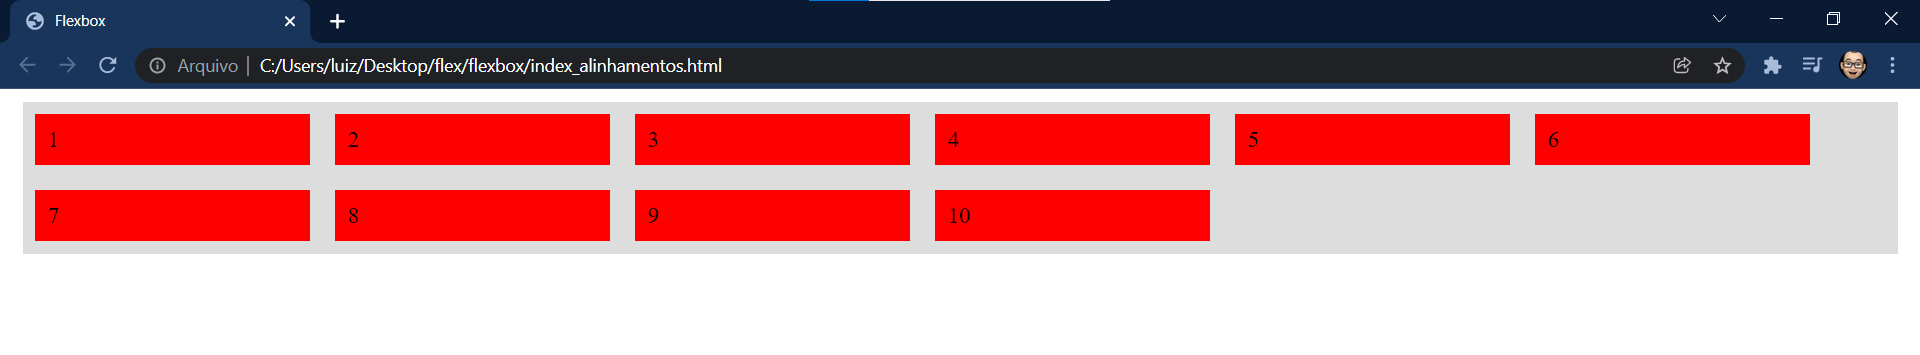 Flexbox
Arquivo | C:/Users/luiz/Desktop/flex/flexbox/index_alinhamentos.html
1 2 3 4 5 6
7 8 9 10